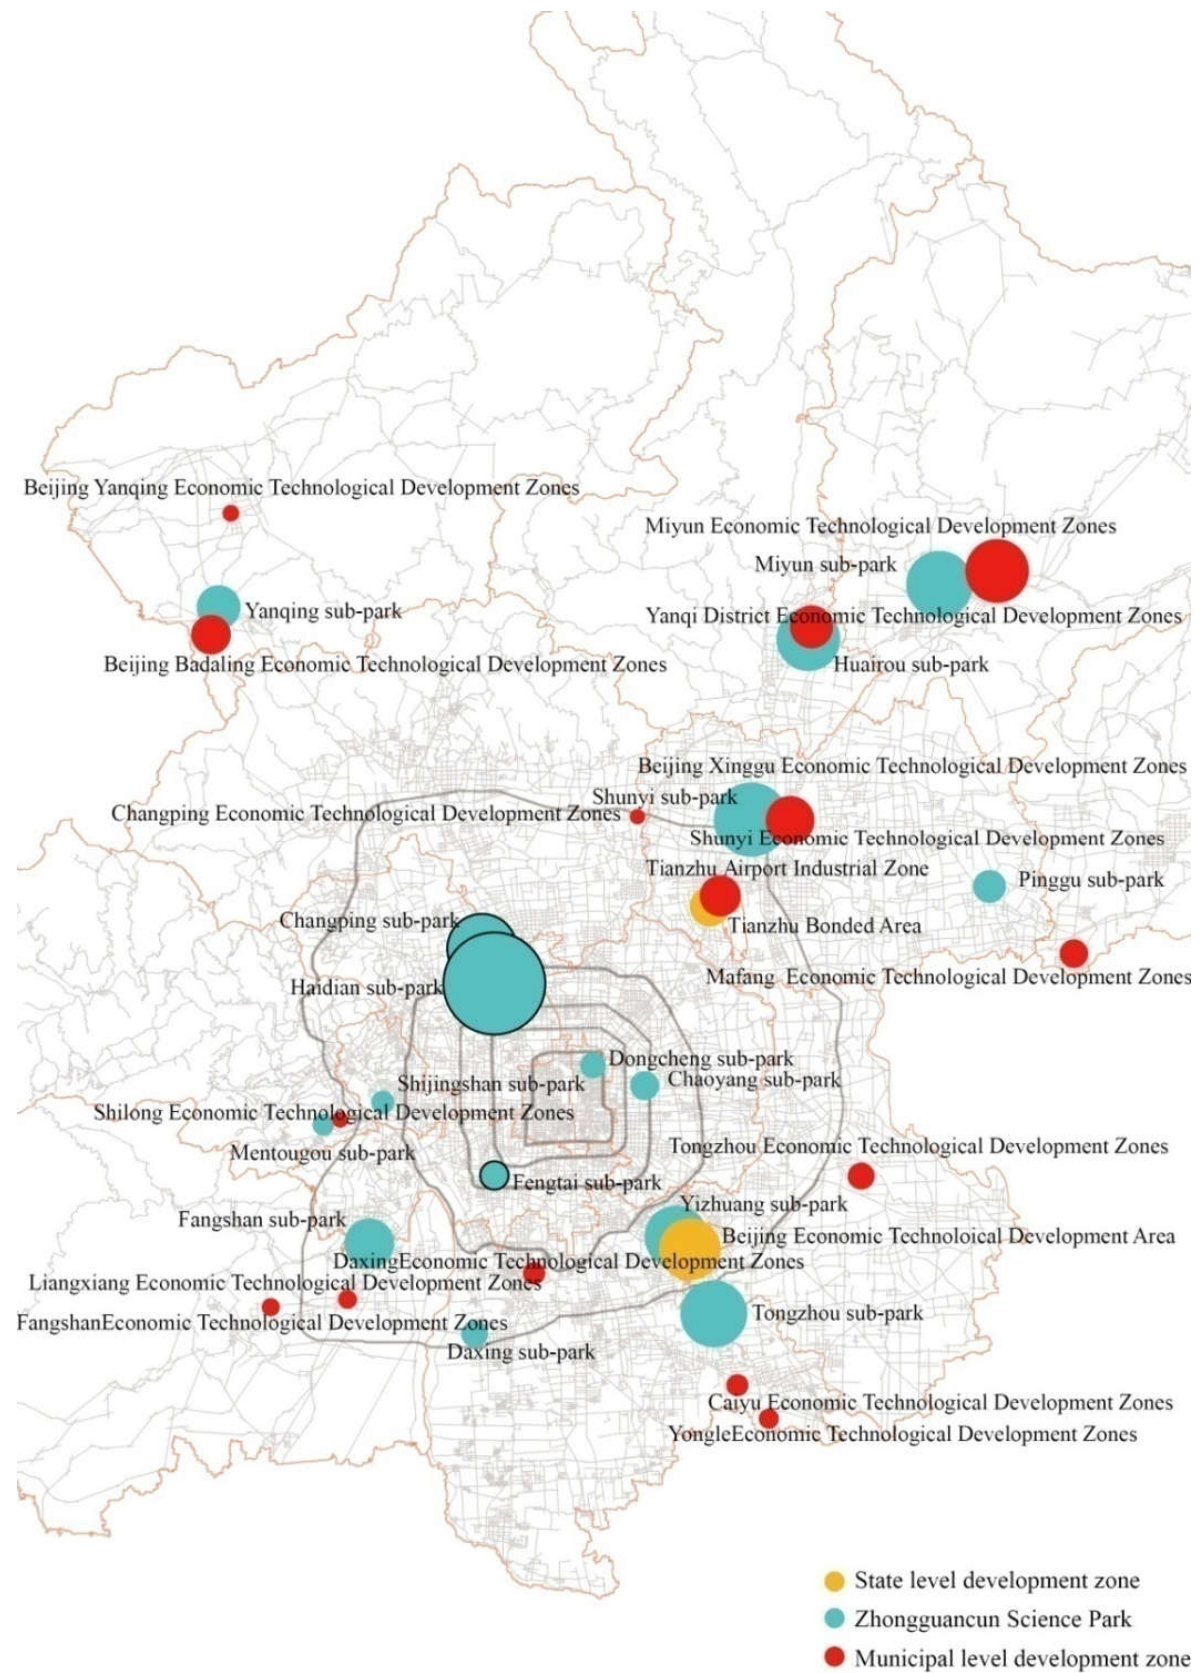 Beijing Yanqing Economic Technological Development Zones
Miyun Economic Technological Development Zones
Miyun sub-park
Yanqing sub-park
Yanqi District Economic Technological Development Zones
Beijing Badaling Economic Technological Development Zones
Huairou sub-park
Beijing Xinggu Economic Technological Development Zones
Shunyi sub-park
Changping Economic Technological Development Zones
Shunyi Economic Technological Development Zones
Tianzhu Airport Industrial Zone
Pinggu sub-park
Changping sub-park
Tianzhu Bonded Area
Mafang Economic Technological Development Zones
Haidian sub-park
Dongcheng sub-park
Shijingshan sub-park
Chaoyang sub-park
Shilong Economic Technological Development Zones
Mentougou sub-park
Tongzhou Economic Technological Development Zones
Fengtai sub-park
Yizhuang sub-park
Fangshan sub-park
Beijing Economic Technoloical Development Area
DaxingEconomic Technological Development Zones
Liangxiang Economic Technological Development Zones
Tongzhou sub-park
FangshanEconomic Technological Development Zones
Daxing sub-park
Caiyu Economic Technological Development Zones
YongleEconomic Technological Development Zones
State level development zone
Zhongguancun Science Park
Municipal level development zone